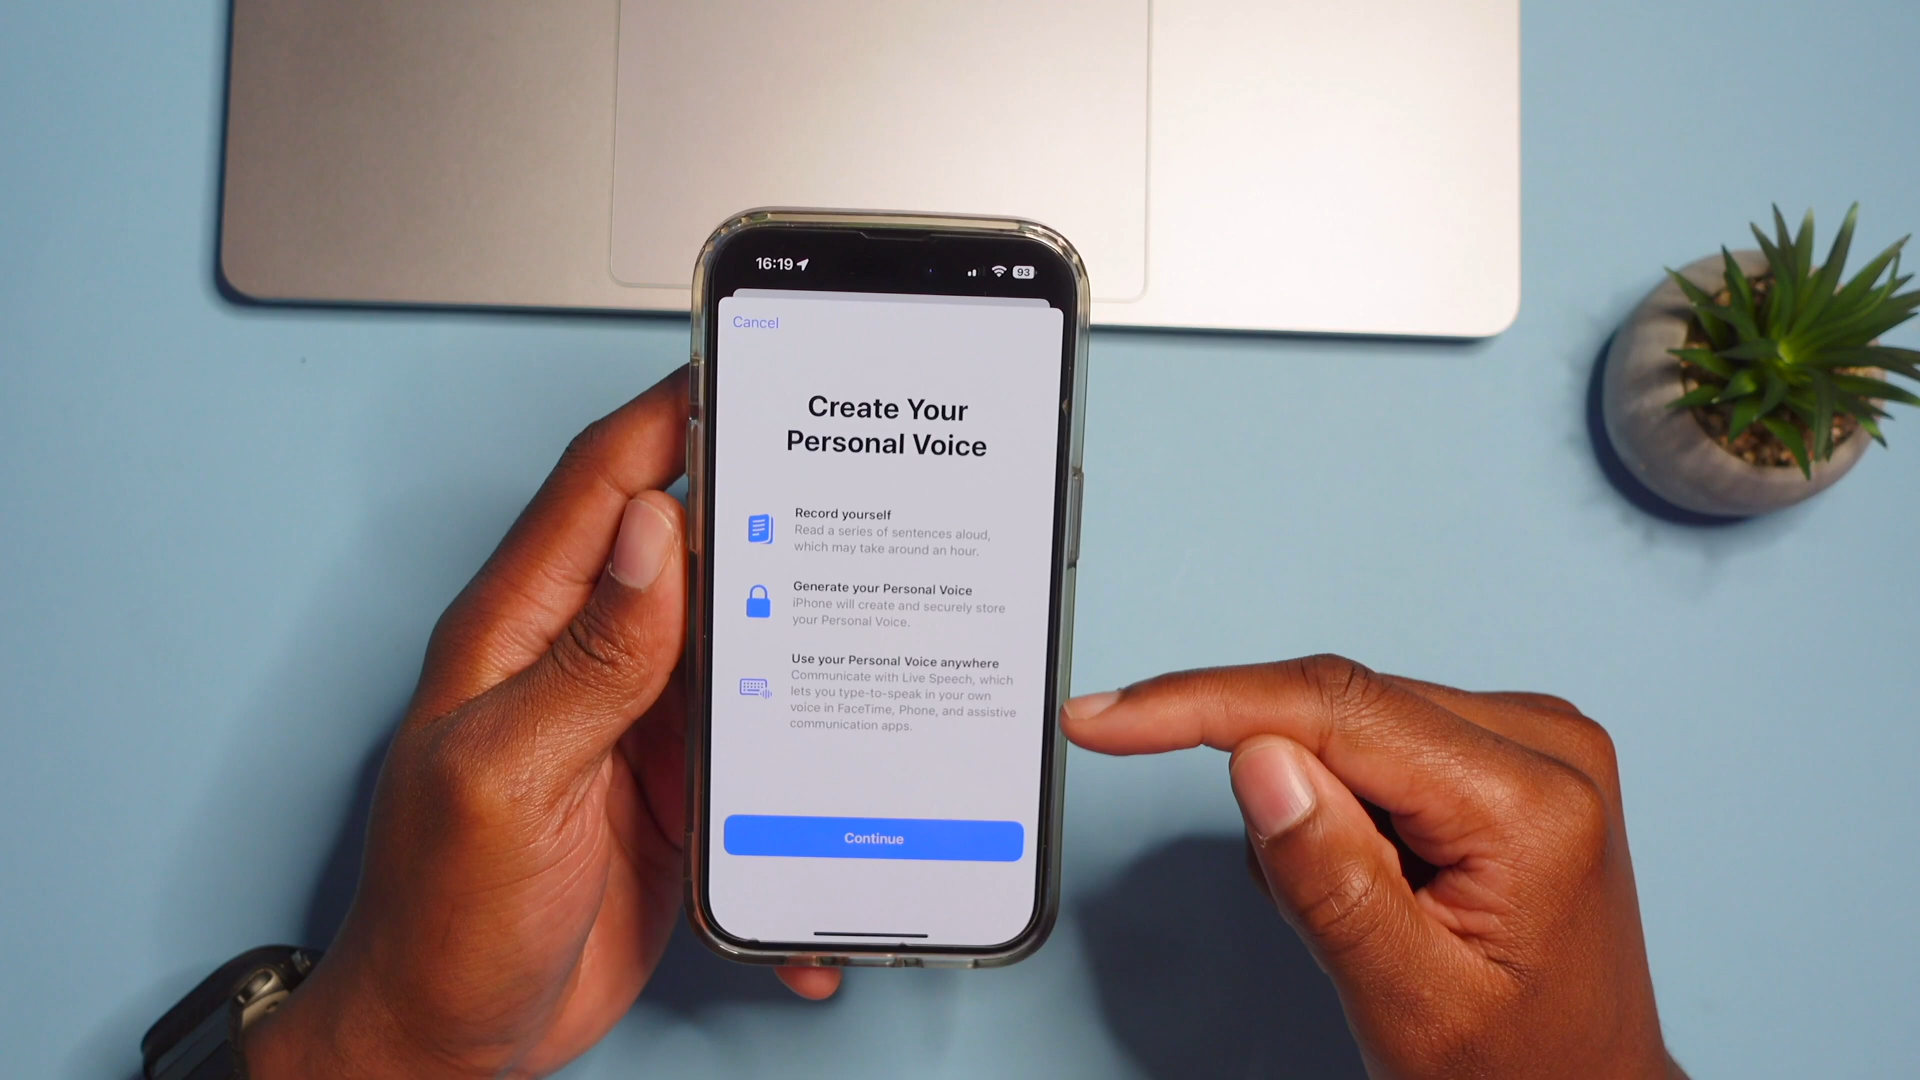 16:19
93
Cancel
Create Your
Personal Voice
Record yourself
Read a series of sentences aloud,
which may take around an hour.
Generate your Personal Voice
iPhone will create and securely store
your Personal Voice.
Use your Personal Voice anywhere
Communicate with Live Speech, which
lets you type-to-speak in your own
voice in FaceTime, Phone, and assistive
communication apps.
Continue